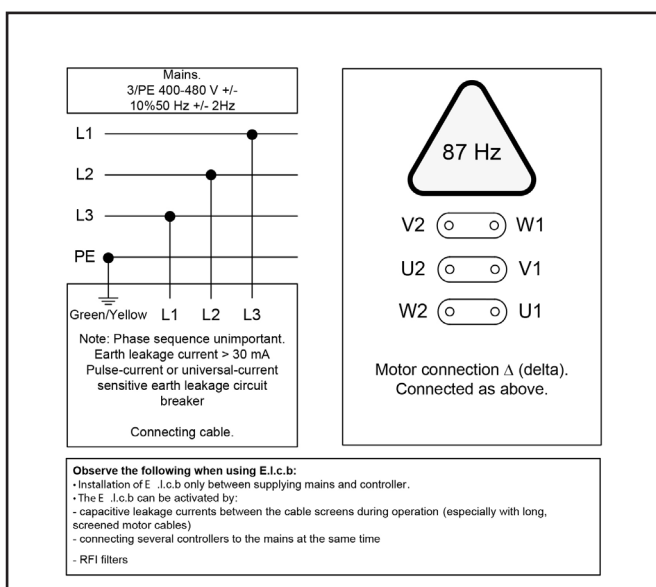 Mains.
3/PE 400-480 V +/-
10%50 Hz +/- 2Hz
L1
L2
L3
PE
Green/Yellow L1 L2 L3
Note: Phase sequence unimportant.
Earth leakage current > 30 mA
Pulse-current or universal-current
sensitive earth leakage circuit
breaker
Connecting cable.
87 Hz
V2 W1
U2 V1
W2 U1
Motor connection Δ (delta).
Connected as above.
Observe the following when using E.l.c.b:
• Installation of E .l.c.b only between supplying mains and controller.
• The E .l.c.b can be activated by:
- capacitive leakage currents between the cable screens during operation (especially with long,
screened motor cables)
- connecting several controllers to the mains at the same time
- RFI filters